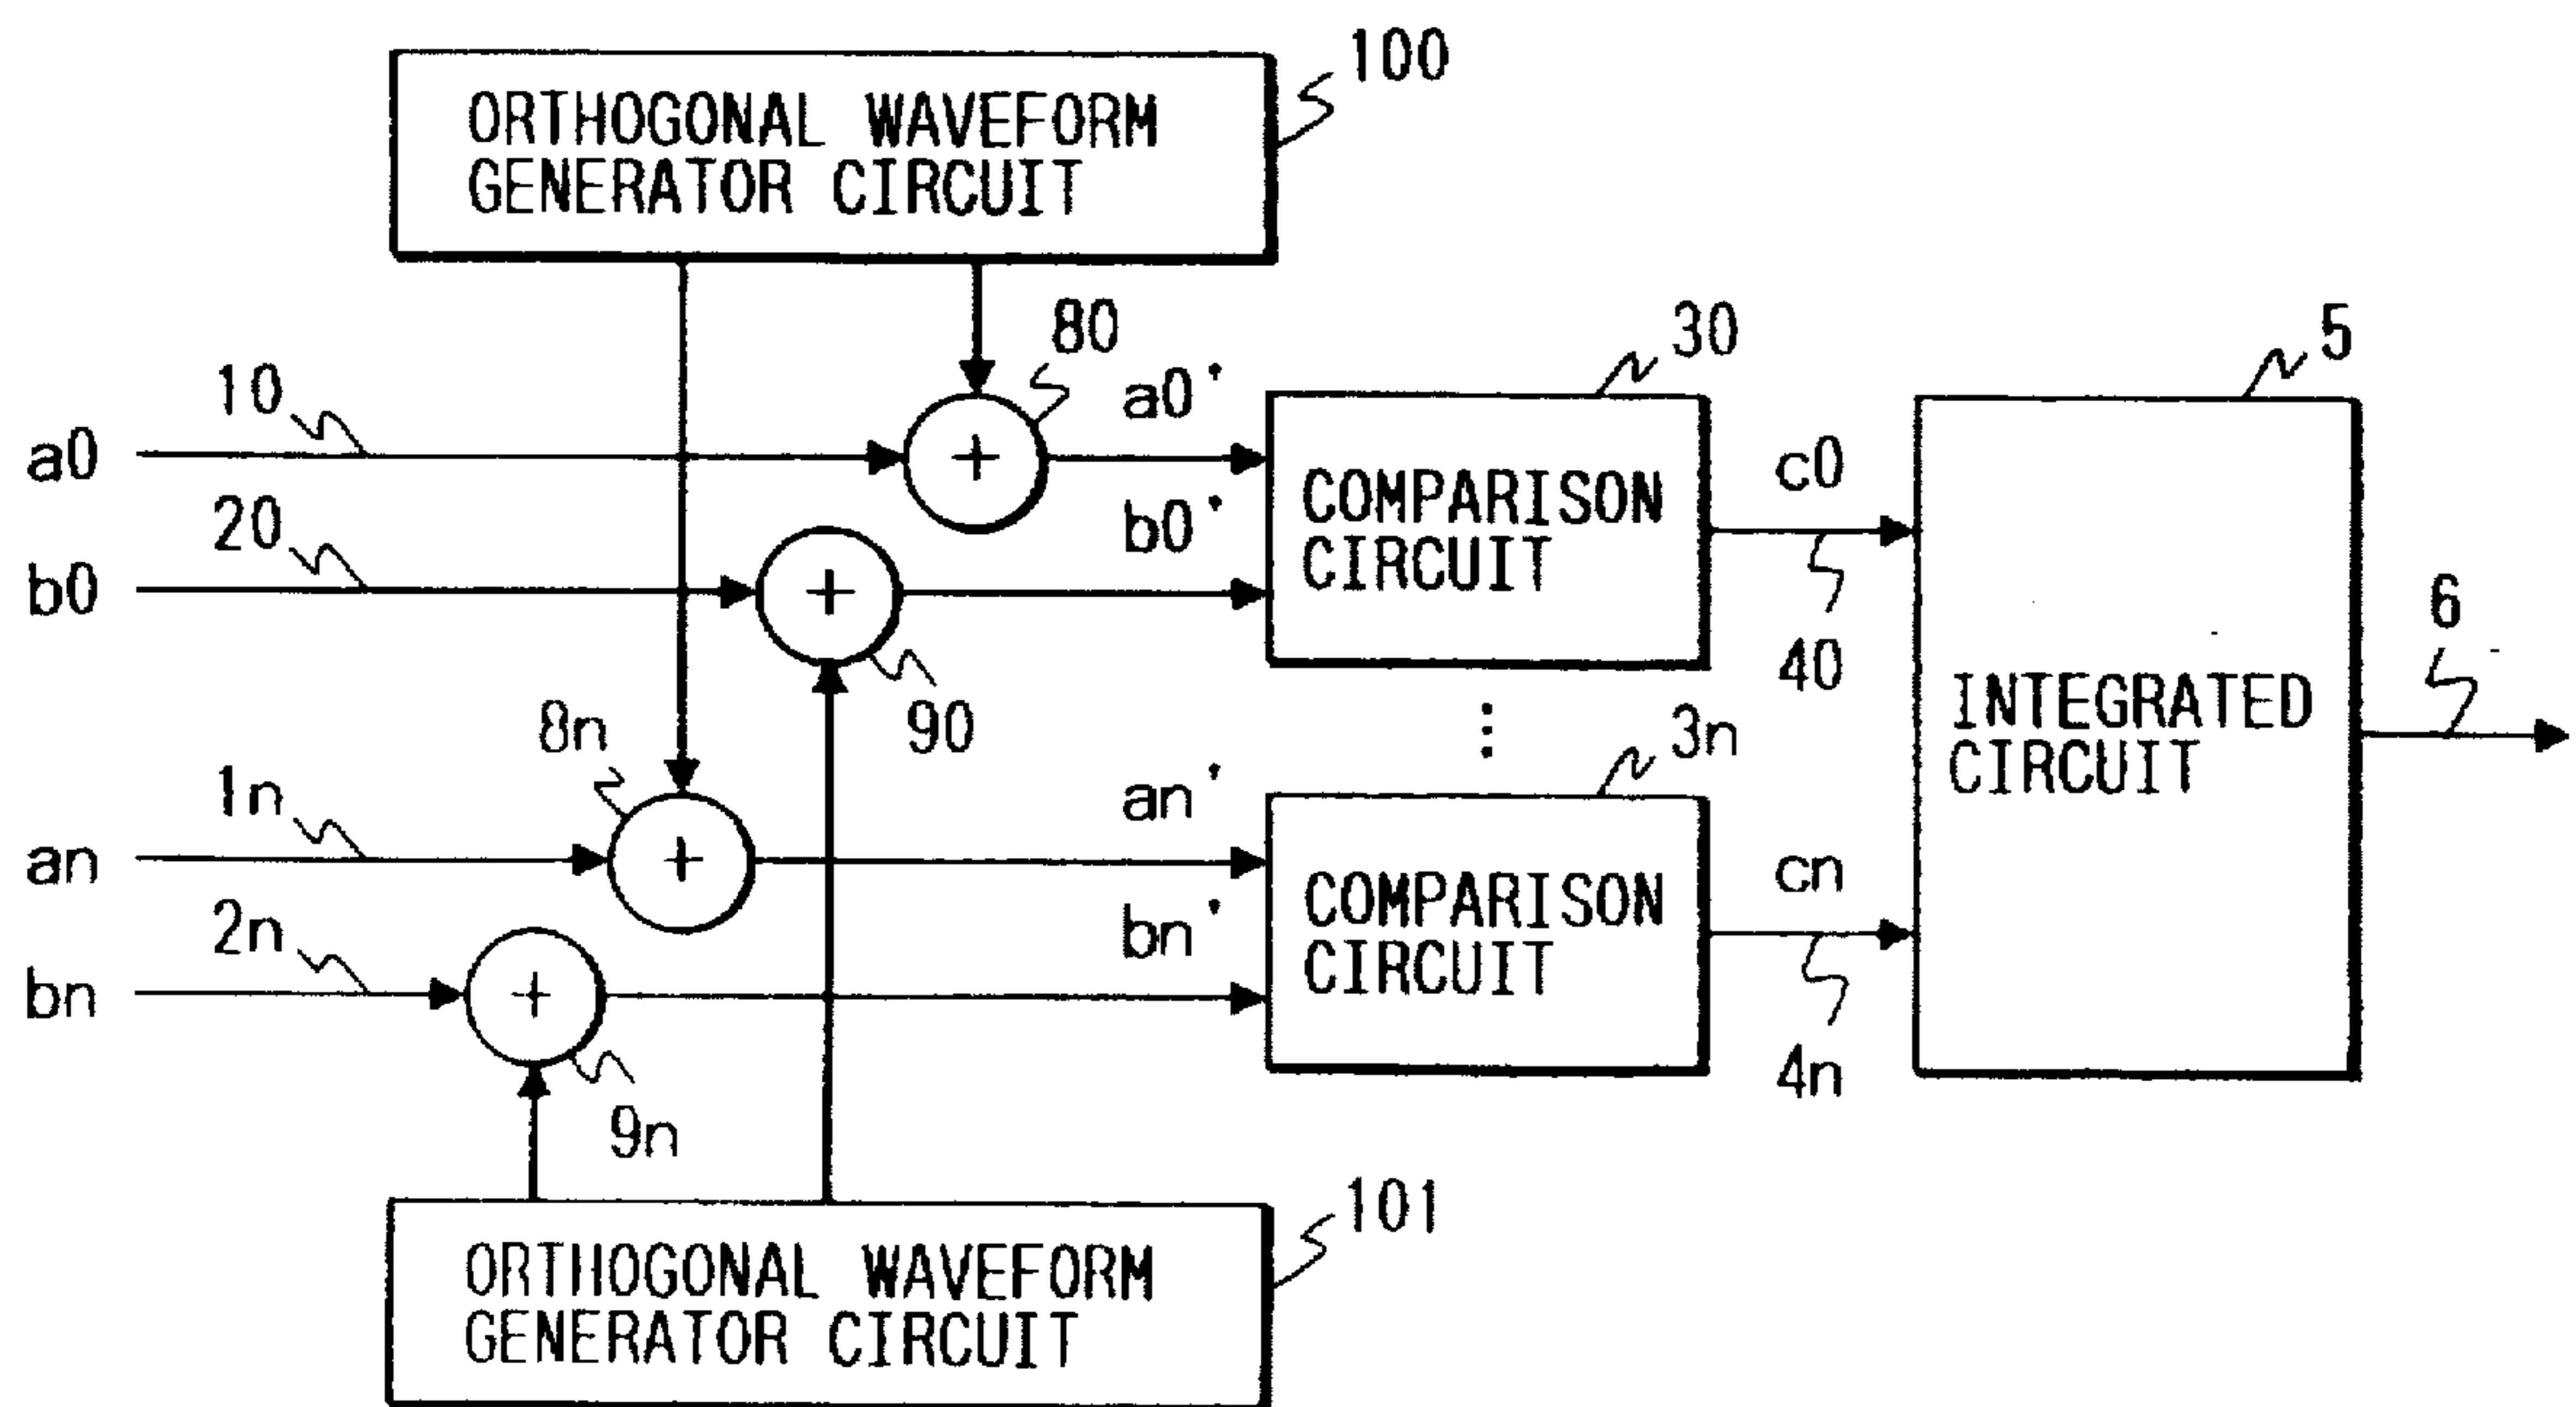 100
ORTHOGONAL WAVEFORM
GENERATOR CIRCUIT
80
30
5
10
a0'
a0
+
c0
COMPARISON
CIRCUIT
20
b0'
b0
+
6
40
90
INTEGRATED
CIRCUIT
8n
⋮
3n
1n
an'
an
+
cn
COMPARISON
CIRCUIT
2n
bn'
bn
+
4n
9n
101
ORTHOGONAL WAVEFORM
GENERATOR CIRCUIT